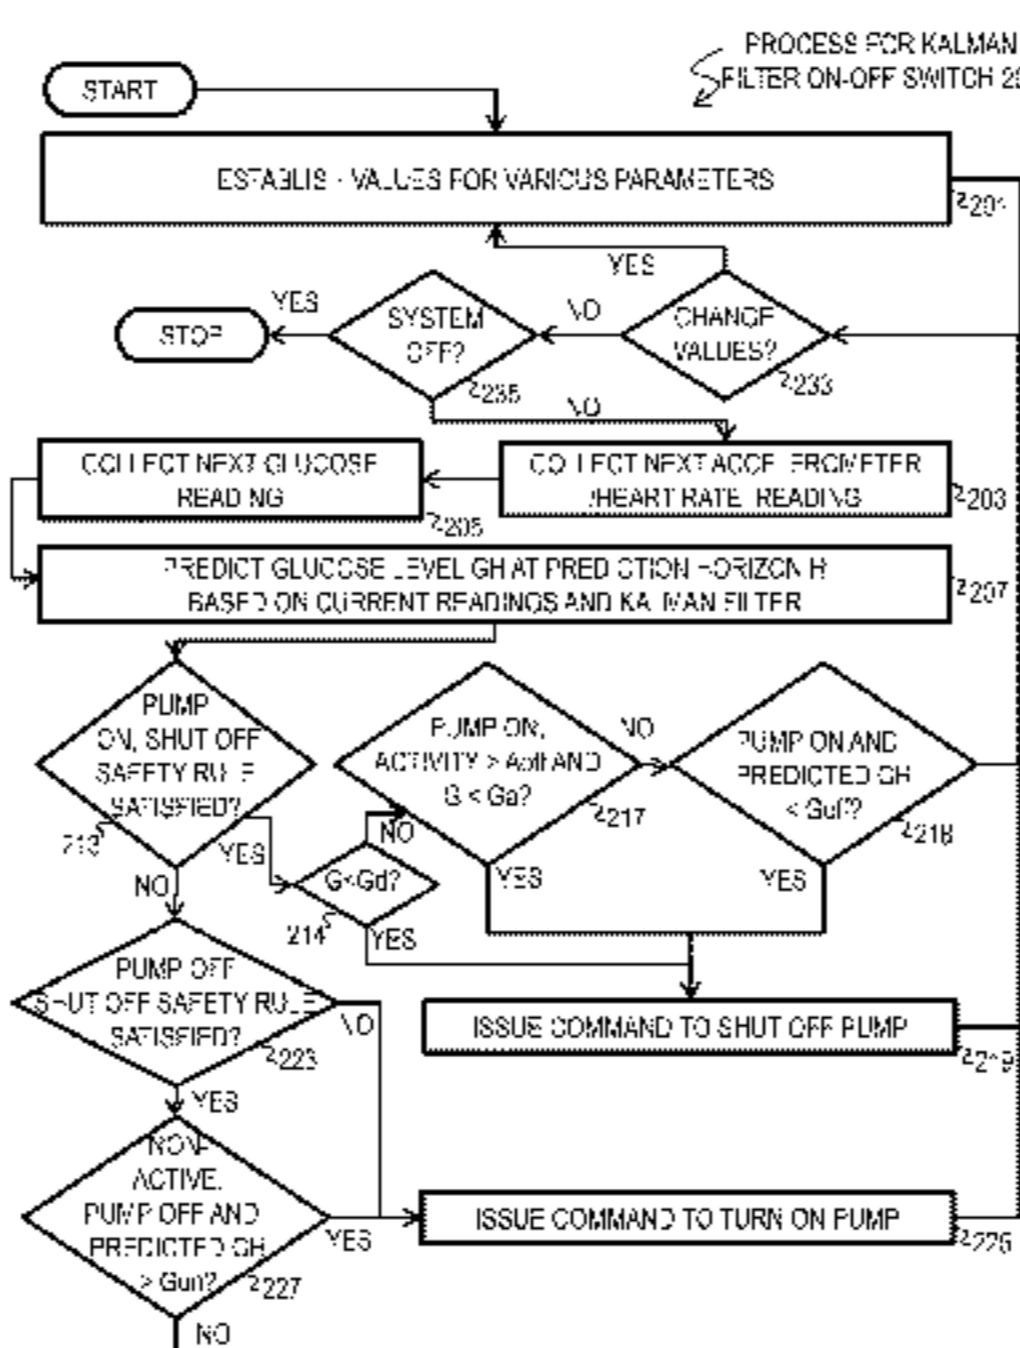 PROCESS FOR KALMAN
FILTER ON-OFF SWITCH
START
VALUES FOR VARIOUS PARAMETERS
YES
YES
NO
STOP
SYSTEM
OFF?
CHANGE
VALUES?
235
233
NO
COLLECT NEXT GLUCOSE
READING
COLLECT NEXT ACCELEROMETER
/HEART RATE READING
205
203
PREDICT GLUCOSE LEVEL GH AT PREDICTION HORIZON H
BASED ON CURRENT READINGS AND KALMAN FILTER
207
PUMP
ON, SHUT OFF
SAFETY RULE
SATISFIED?
213
YES
NO
PUMP ON,
ACTIVITY > Aoff AND
G < Ga?
217
NO
PUMP ON AND
PREDICTED GH
< Goff?
218
NO
G<Gd?
214
YES
YES
YES
PUMP OFF
SHUT OFF SAFETY RULE
SATISFIED?
223
NO
YES
ISSUE COMMAND TO SHUT OFF PUMP
219
NON-
ACTIVE,
PUMP OFF AND
PREDICTED GH
> Gon?
227
YES
ISSUE COMMAND TO TURN ON PUMP
225
NO